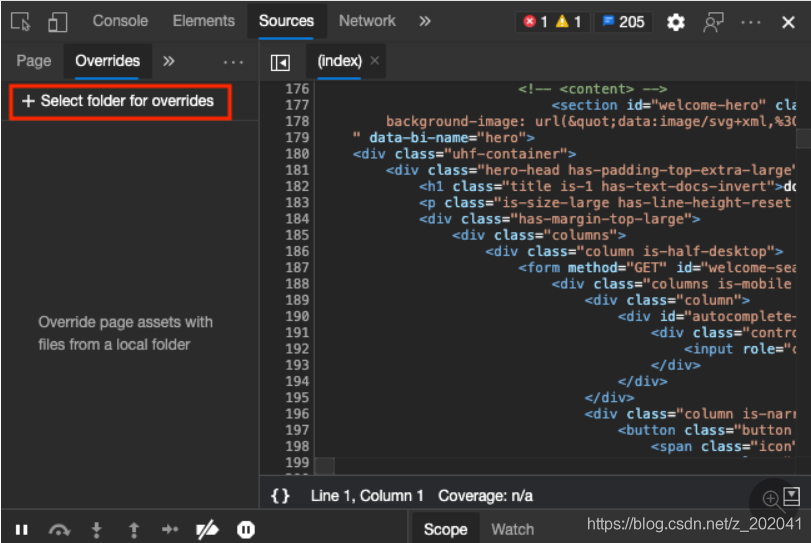 Console Elements Sources Network » 1 1 205 ··· ×
Page Overrides » ··· (index) ×
+ Select folder for overrides
Override page assets with
files from a local folder
176 <!-- <content> -->
177 <section id="welcome-hero" cla
178 background-image: url(&quot;data:image/svg+xml,%3C
179 " data-bi-name="hero">
180 <div class="uhf-container">
181 <div class="hero-head has-padding-top-extra-large"
182 <h1 class="title is-1 has-text-docs-invert">do
183 <p class="is-size-large has-line-height-reset
184 <div class="has-margin-top-large">
185 <div class="columns">
186 <div class="column is-half-desktop">
187 <form method="GET" id="welcome-sea
188 <div class="columns is-mobile
189 <div class="column">
190 <div id="autocomplete-
191 <div class="contro
192 <input role="c
193 </div>
194 </div>
195 </div>
196 <div class="column is-narr
197 <button class="button
198 <span class="icon"
199
{ } Line 1, Column 1 Coverage: n/a
Scope Watch
https://blog.csdn.net/z_202041